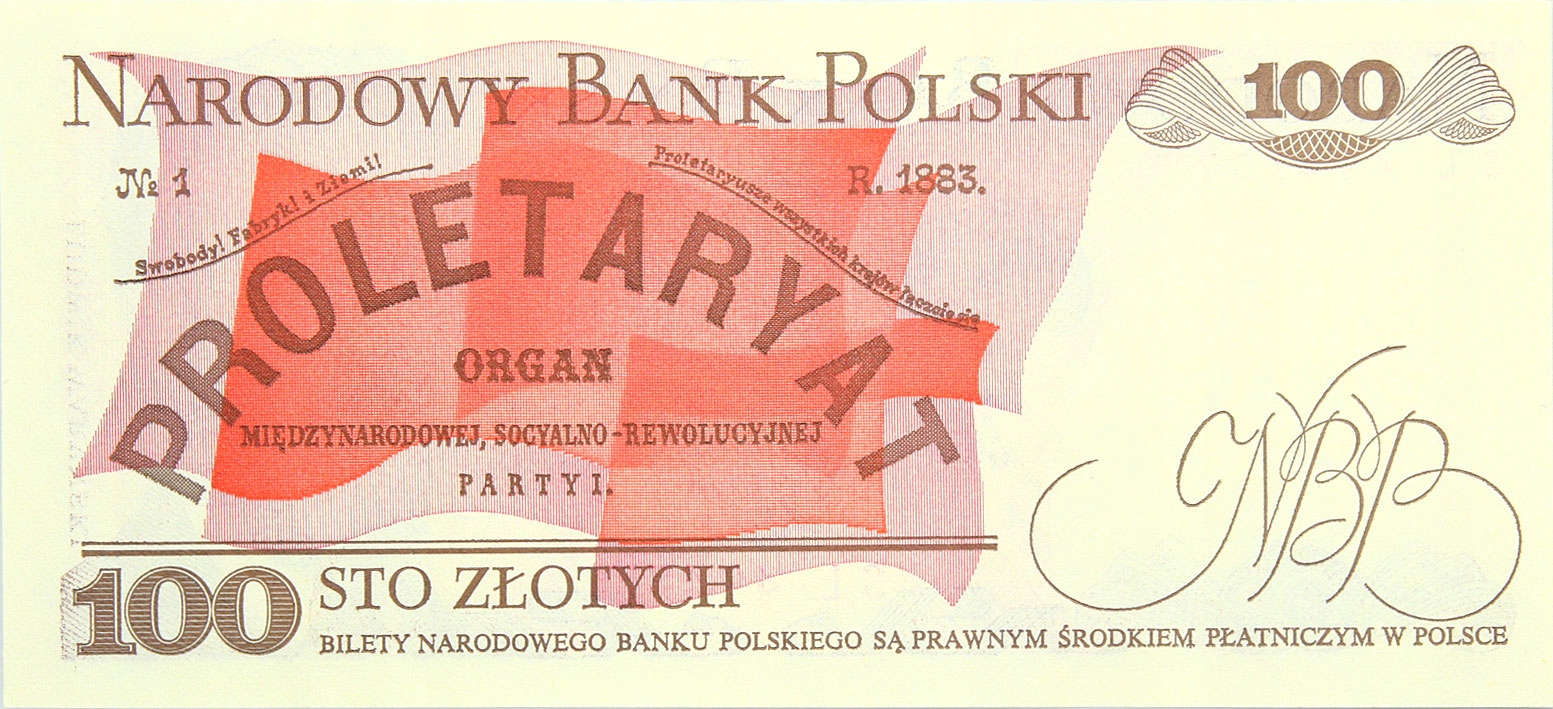 NARODOWY BANK POLSKI
100
№ 1
Swobody! Fabryk! i Ziemi!
Proletaryusze wszystkich krajów łączcie się
R. 1883.
PROLETARYAT
ORGAN
MIĘDZYNARODOWEJ, SOCYALNO-REWOLUCYJNEJ
PARTYI.
NBP
100
STO ZŁOTYCH
BILETY NARODOWEGO BANKU POLSKIEGO SĄ PRAWNYM ŚRODKIEM PŁATNICZYM W POLSCE